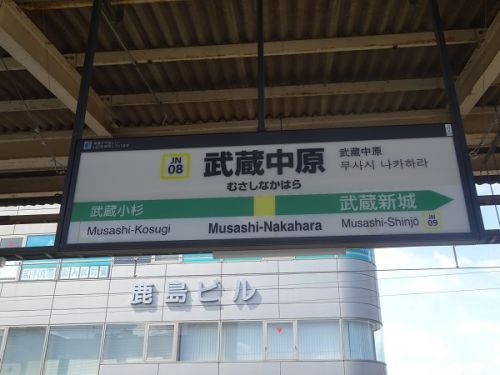 JN
08
武蔵中原
むさしなかはら
武蔵中原
무사시 나카하라
武蔵小杉
武蔵新城
Musashi-Kosugi
Musashi-Nakahara
Musashi-Shinjō
JN
09
鹿島ビル